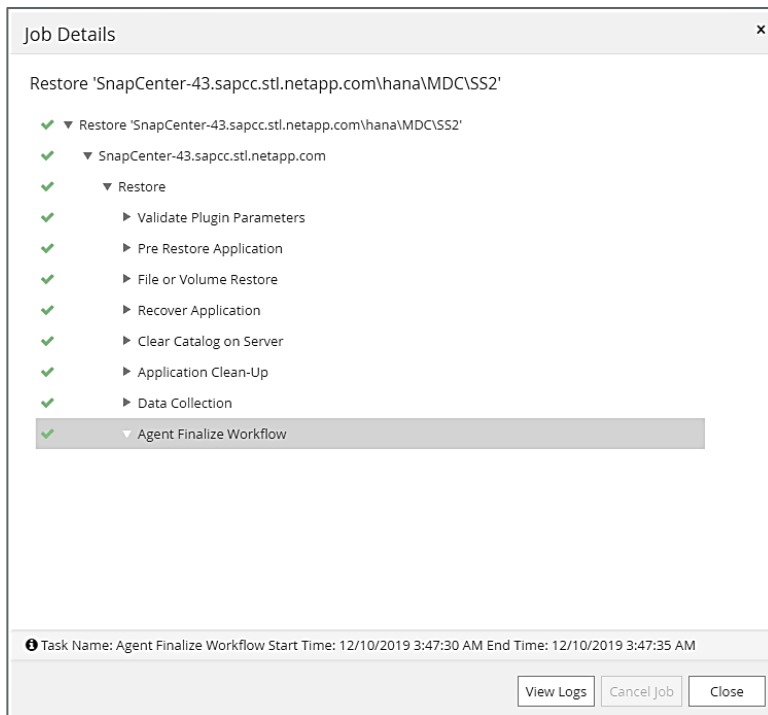 Job Details
x
Restore 'SnapCenter-43.sapcc.stl.netapp.com\hana\MDC\SS2'
Restore 'SnapCenter-43.sapcc.stl.netapp.com\hana\MDC\SS2'
SnapCenter-43.sapcc.stl.netapp.com
Restore
Validate Plugin Parameters
Pre Restore Application
File or Volume Restore
Recover Application
Clear Catalog on Server
Application Clean-Up
Data Collection
Agent Finalize Workflow
Task Name: Agent Finalize Workflow Start Time: 12/10/2019 3:47:30 AM End Time: 12/10/2019 3:47:35 AM
View Logs Cancel Job Close